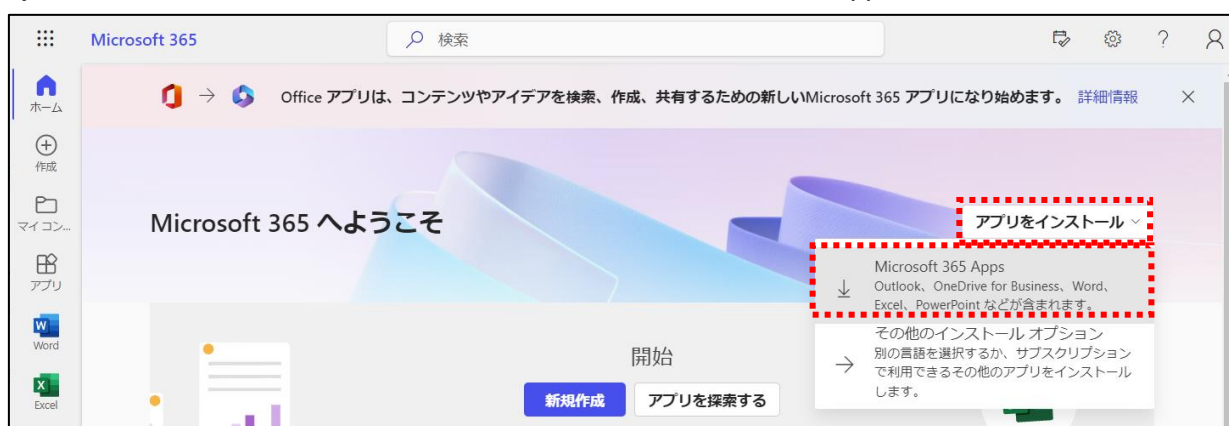 Microsoft 365
検索
ホーム
Office アプリは、コンテンツやアイデアを検索、作成、共有するための新しいMicrosoft 365 アプリになり始めます。 詳細情報
作成
マイ コン...
Microsoft 365 へようこそ
アプリをインストール
アプリ
Microsoft 365 Apps
Outlook、OneDrive for Business、Word、
Excel、PowerPoint などが含まれます。
Word
その他のインストール オプション
別の言語を選択するか、サブスクリプション
で利用できるその他のアプリをインストール
します。
開始
新規作成
アプリを探索する
Excel